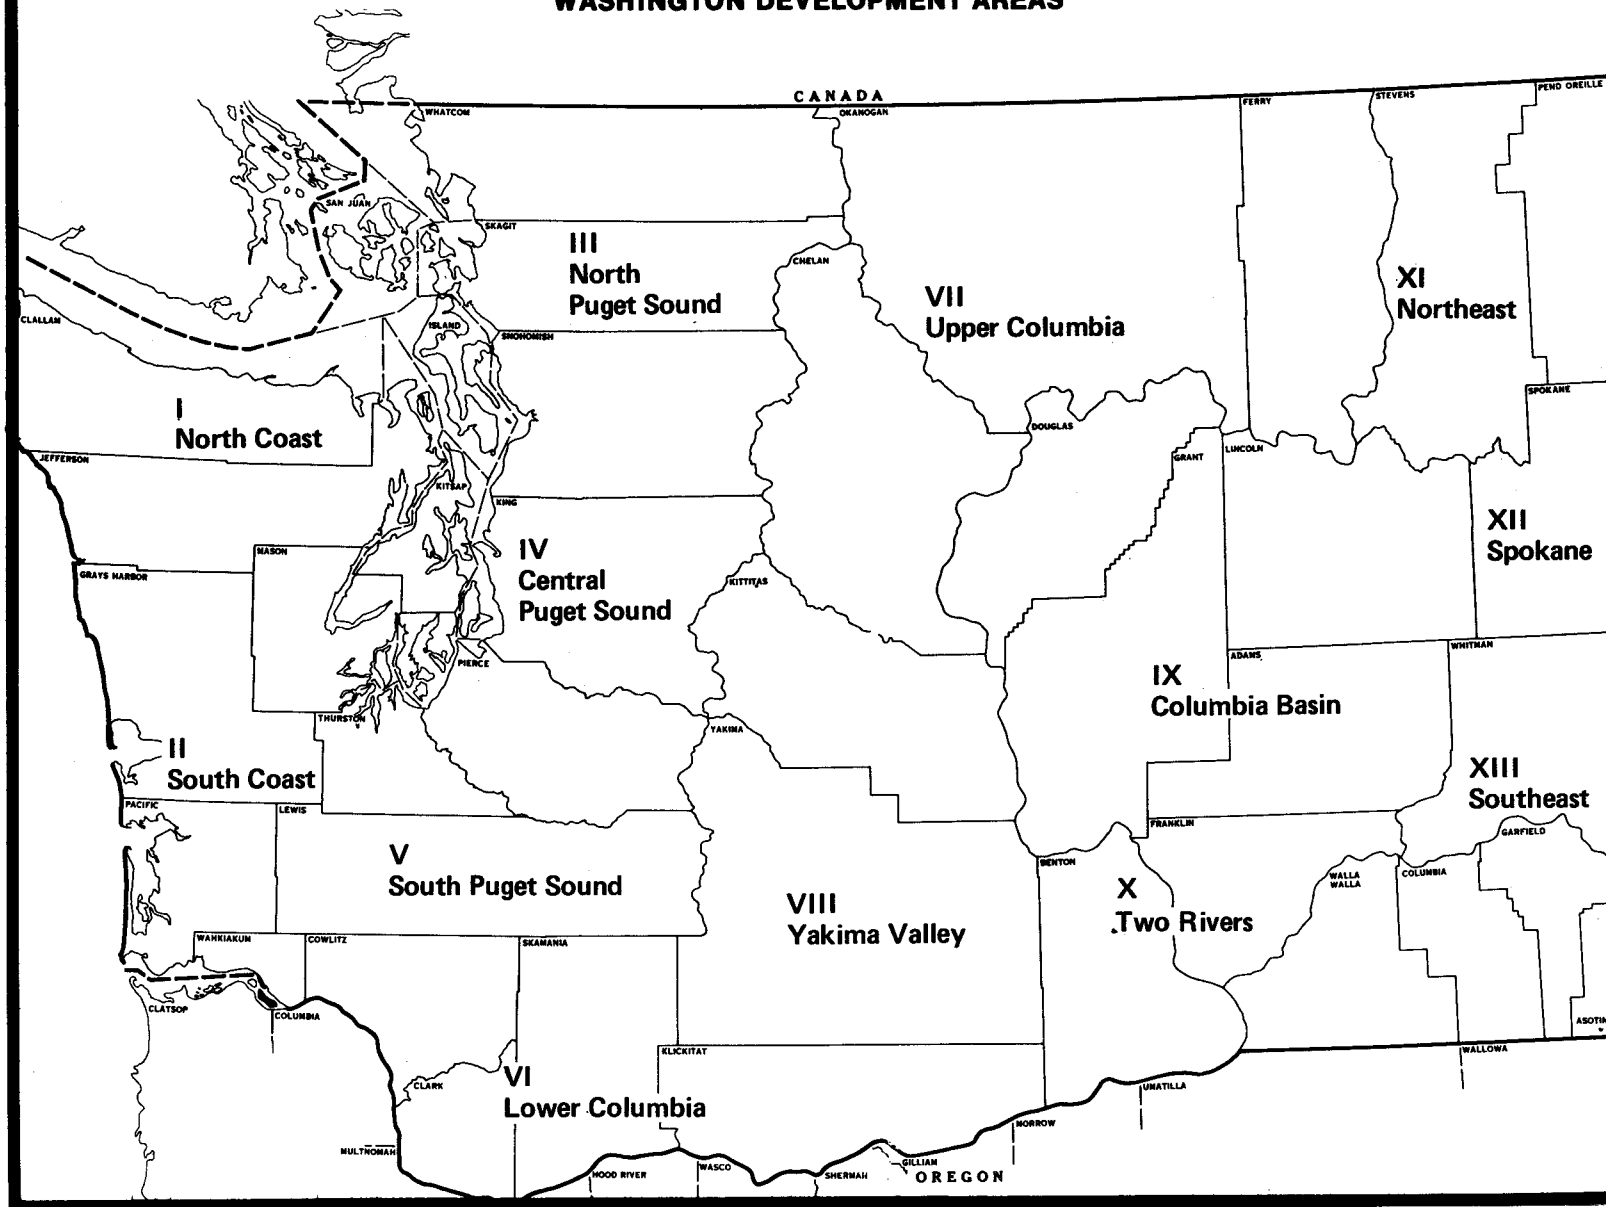 WASHINGTON DEVELOPMENT AREAS
CANADA
WHATCOM
OKANOGAN
FERRY
STEVENS
PEND OREILLE
SAN JUAN
SKAGIT
III
North
Puget Sound
CHELAN
VII
Upper Columbia
XI
Northeast
CLALLAM
ISLAND
SNOHOMISH
SPOKANE
I
North Coast
DOUGLAS
GRANT
LINCOLN
JEFFERSON
KITSAP
KING
XII
Spokane
MASON
GRAYS HARBOR
IV
Central
Puget Sound
KITTITAS
PIERCE
ADAMS
WHITMAN
IX
Columbia Basin
THURSTON
YAKIMA
II
South Coast
XIII
Southeast
PACIFIC
LEWIS
FRANKLIN
GARFIELD
V
South Puget Sound
BENTON
WALLA
WALLA
COLUMBIA
VIII
Yakima Valley
X
Two Rivers
WAHKIAKUM
COWLITZ
SKAMANIA
CLATSOP
COLUMBIA
ASOTIN
KLICKITAT
WALLOWA
CLARK
VI
Lower Columbia
UMATILLA
MORROW
MULTNOMAH
HOOD RIVER
WASCO
SHERMAH
GILLIAM
OREGON